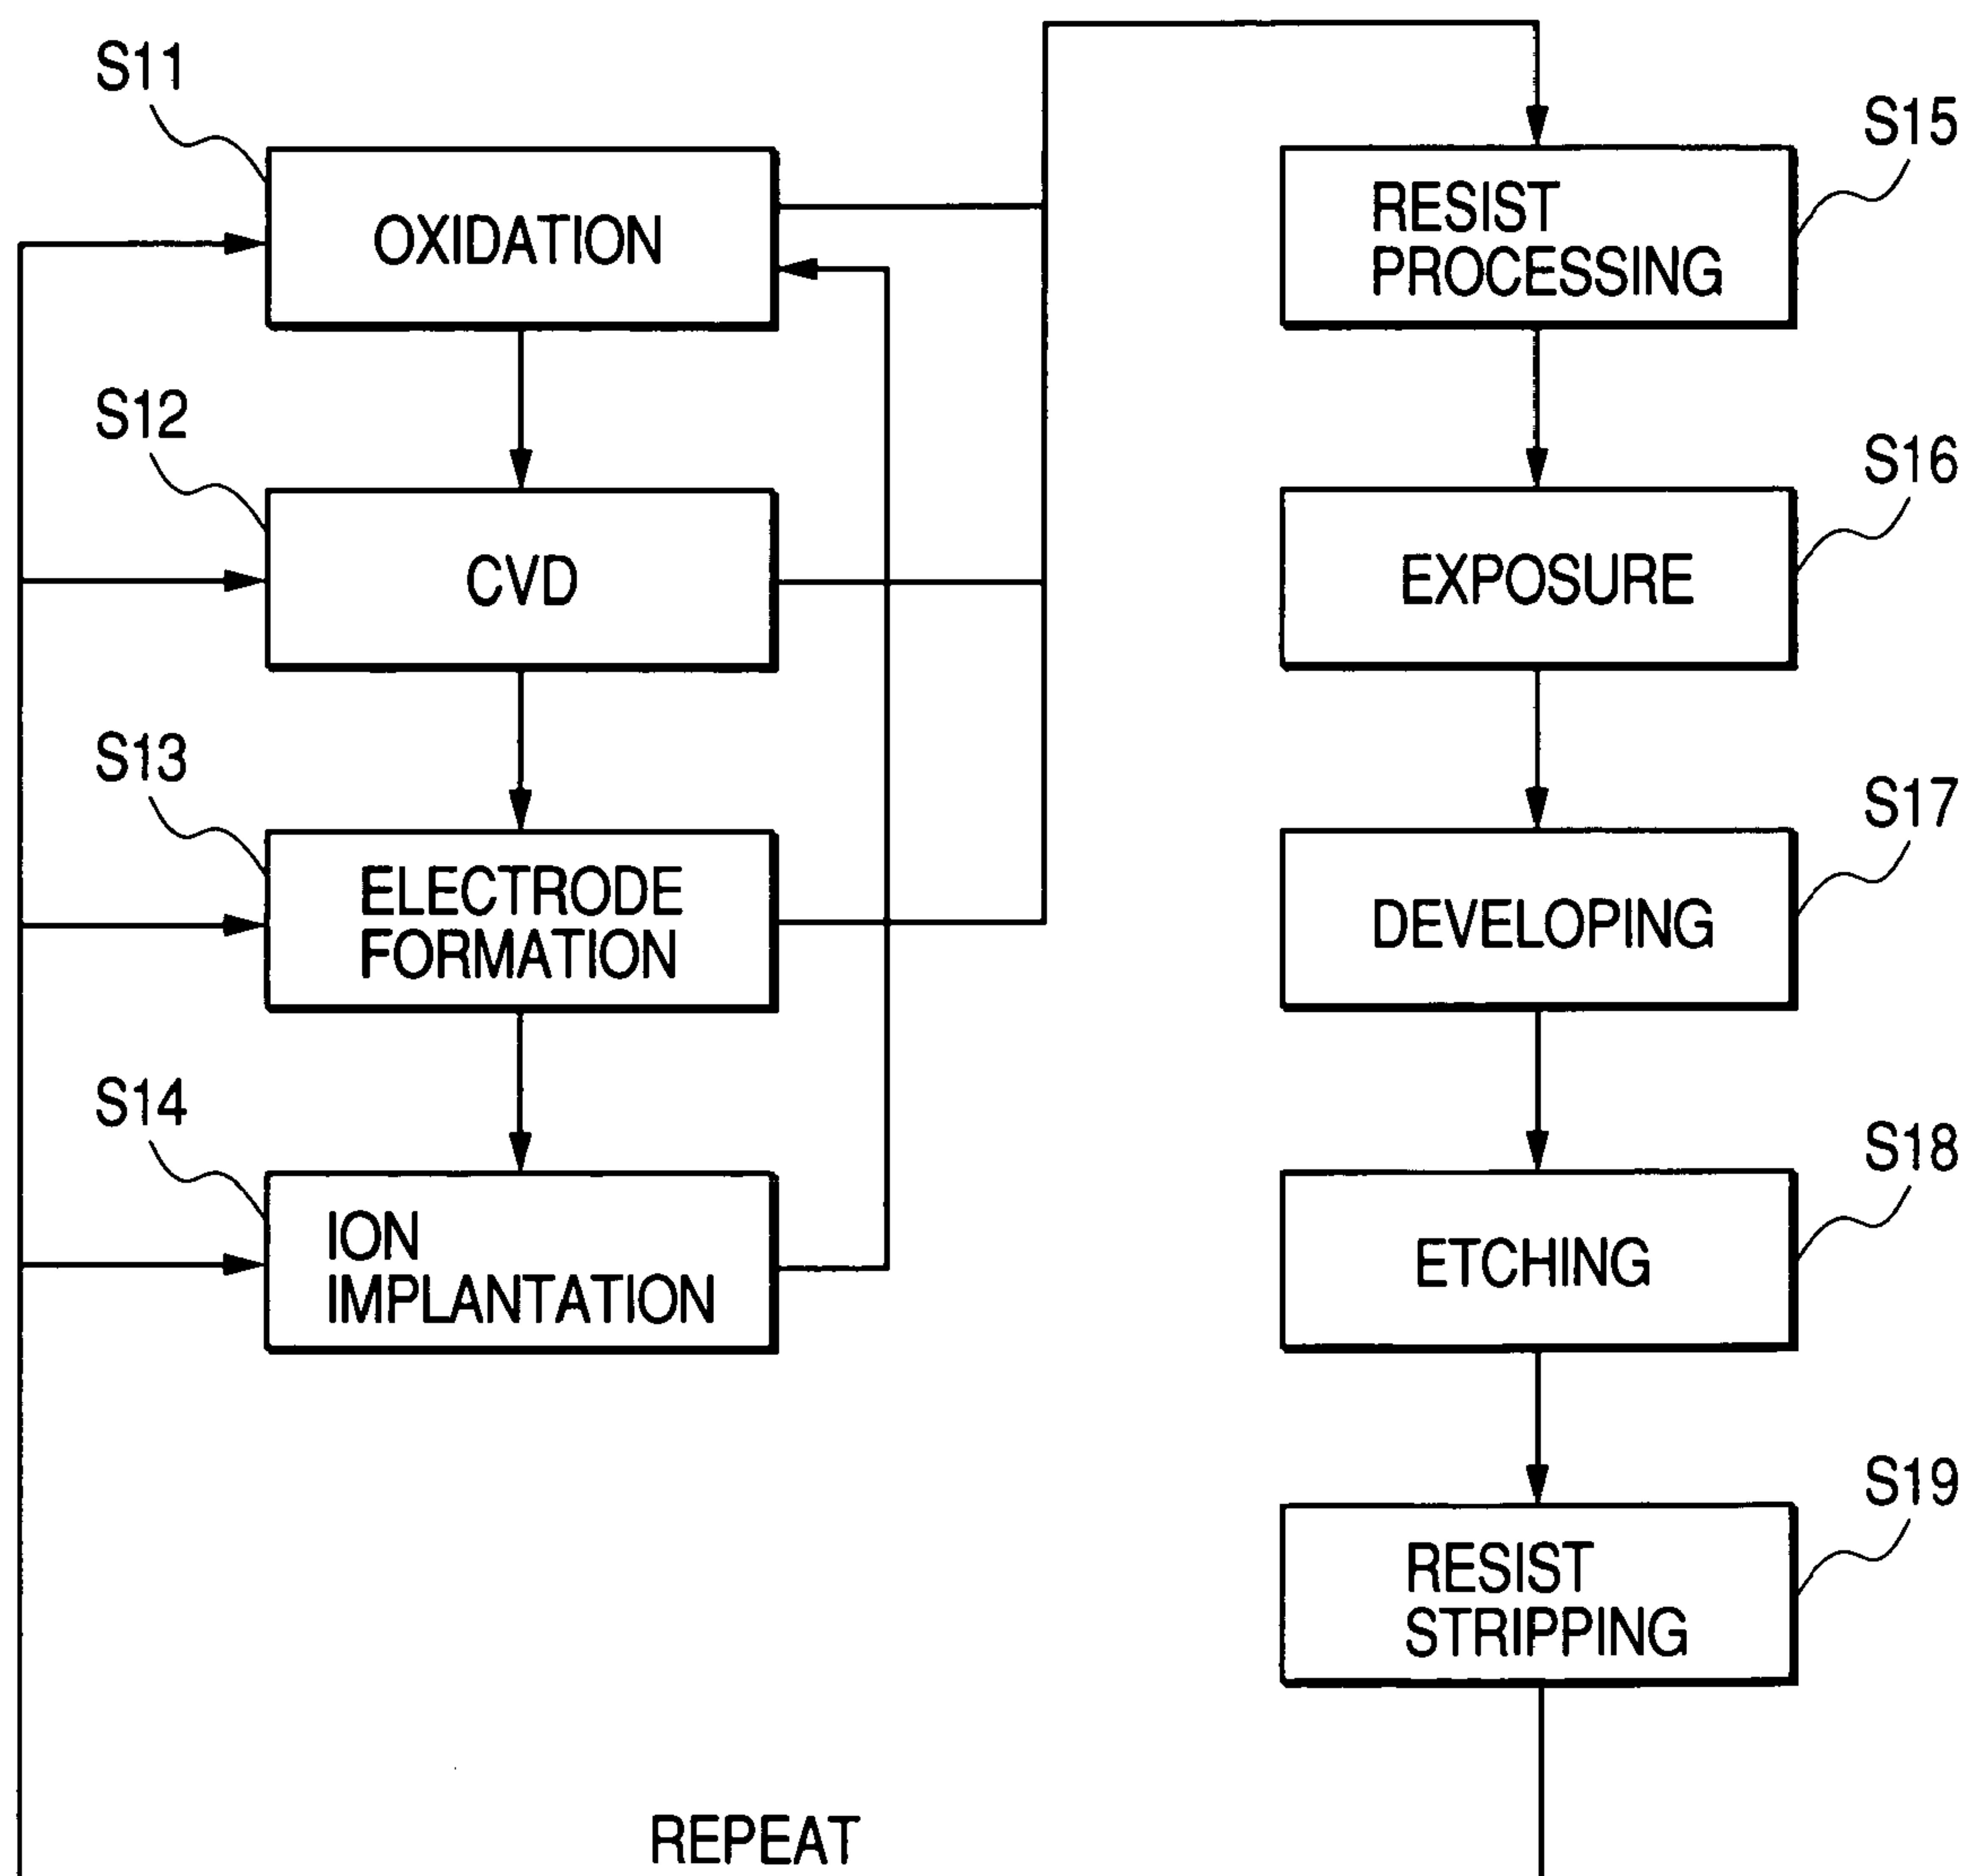 S11
OXIDATION
S12
CVD
S13
ELECTRODE
FORMATION
S14
ION
IMPLANTATION
S15
RESIST
PROCESSING
S16
EXPOSURE
S17
DEVELOPING
S18
ETCHING
S19
RESIST
STRIPPING
REPEAT